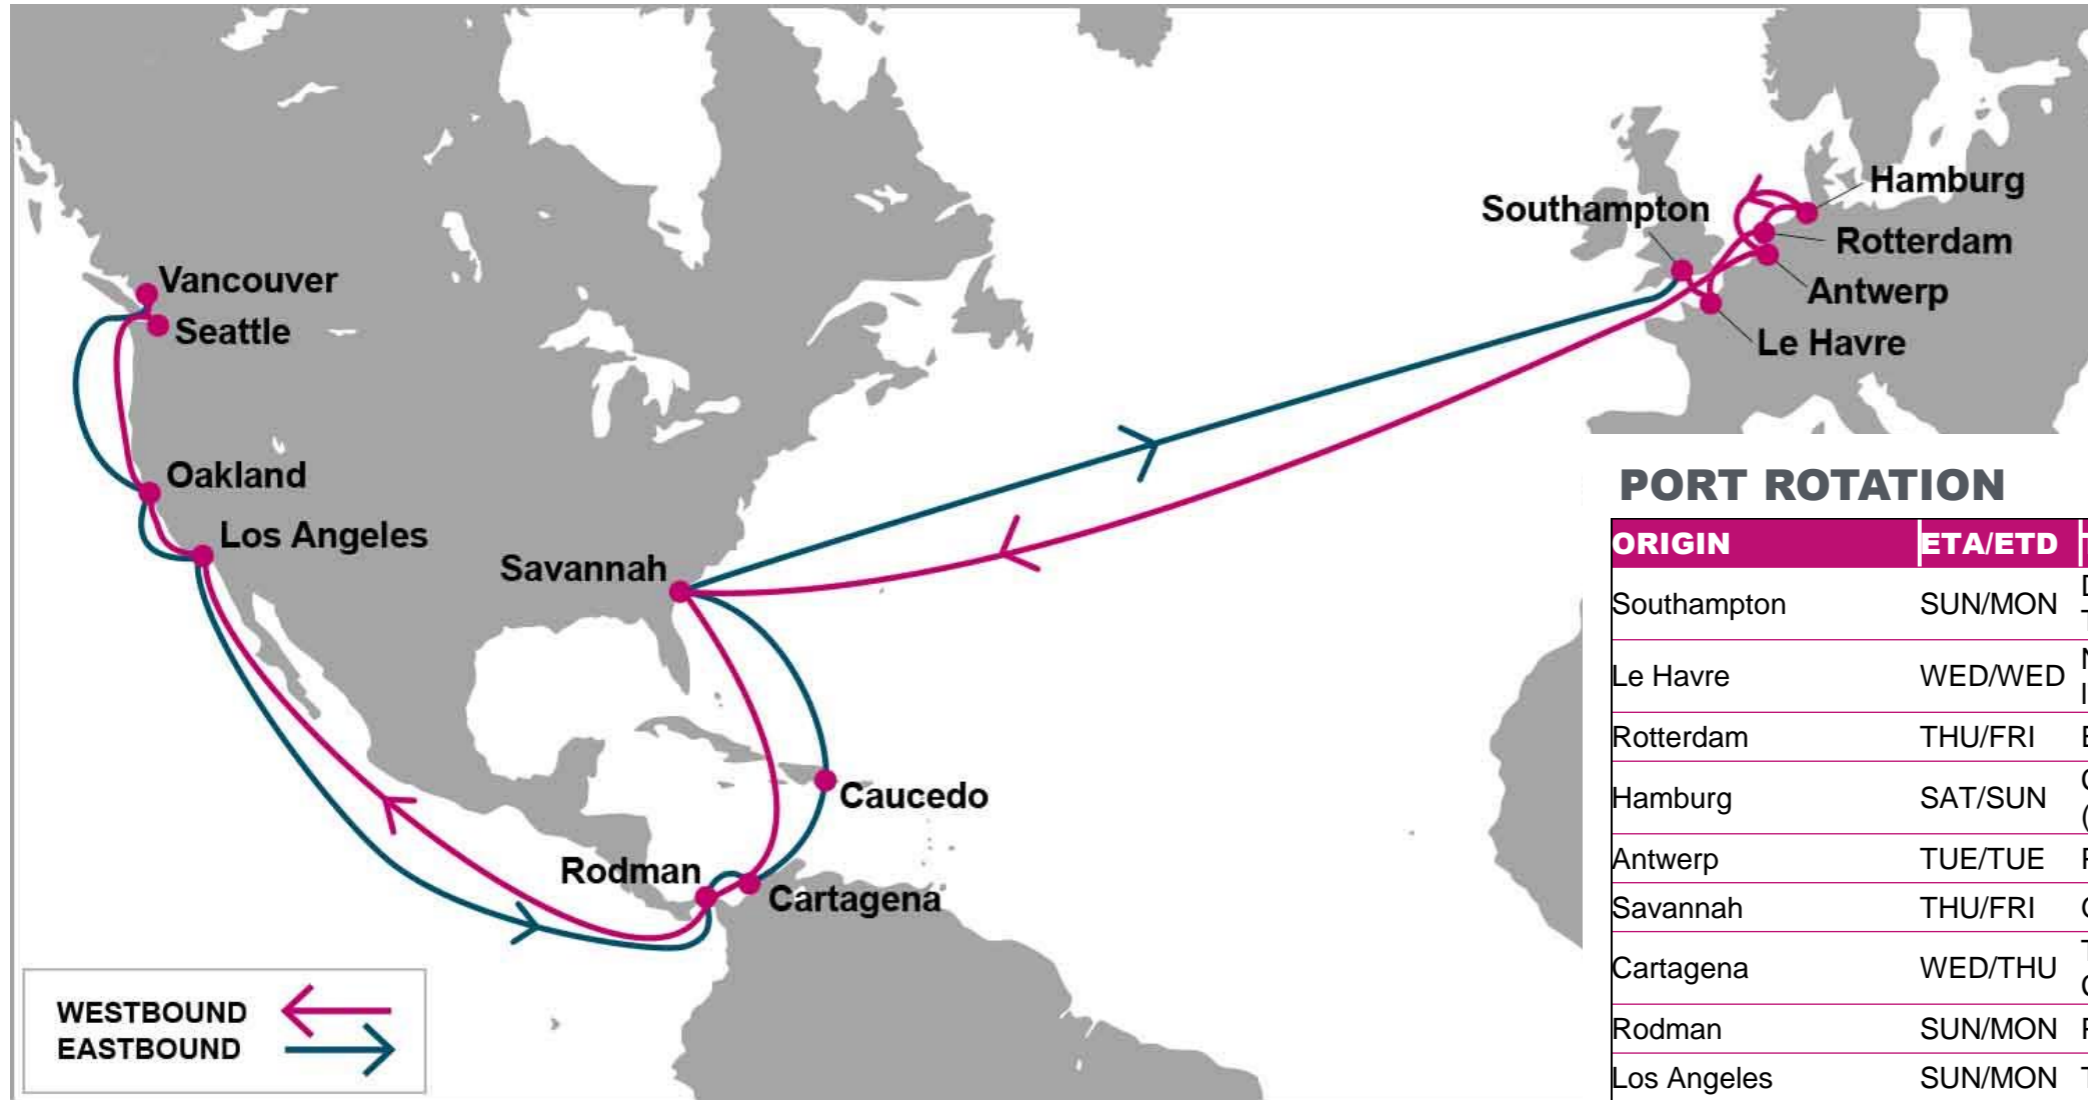 Hamburg
Southampton
Rotterdam
Antwerp
Le Havre
Vancouver
Seattle
Oakland
Los Angeles
Savannah
Caucedo
Rodman
Cartagena
WESTBOUND
EASTBOUND
PORT ROTATION
ORIGIN ETA/ETD
Southampton SUN/MON
Le Havre WED/WED
Rotterdam THU/FRI
Hamburg SAT/SUN
Antwerp TUE/TUE
Savannah THU/FRI
Cartagena WED/THU
Rodman SUN/MON
Los Angeles SUN/MON